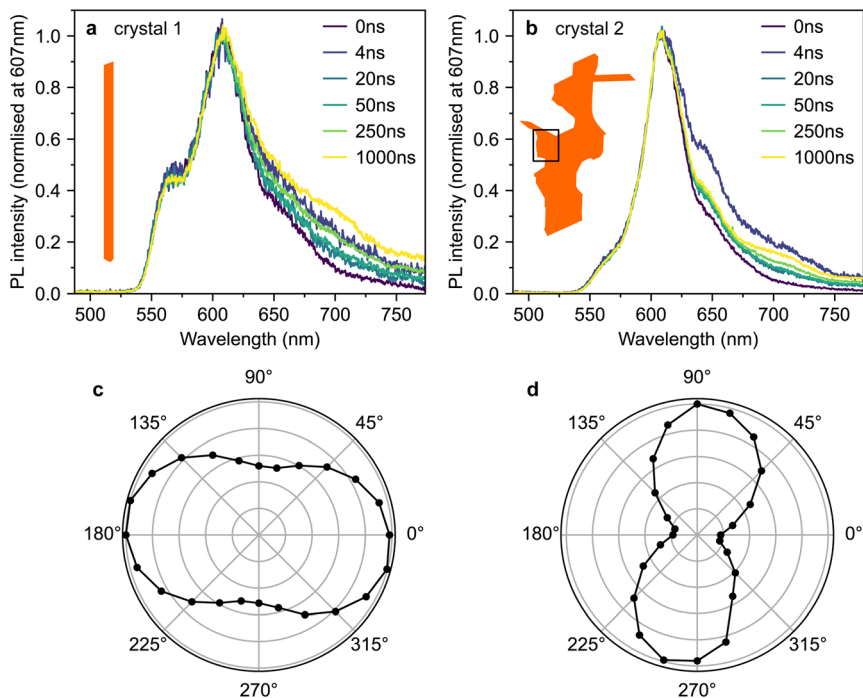 a crystal 1
0ns
4ns
20ns
50ns
250ns
1000ns
PL intensity (normlised at 607nm)
1.0
0.8
0.6
0.4
0.2
0.0
500 550 600 650 700 750
Wavelength (nm)
b crystal 2
0ns
4ns
20ns
50ns
250ns
1000ns
PL intensity (normlised at 607nm)
1.0
0.8
0.6
0.4
0.2
0.0
500 550 600 650 700 750
Wavelength (nm)
c
90°
135° 45°
180° 0°
225° 315°
270°
d
90°
135° 45°
180° 0°
225° 315°
270°